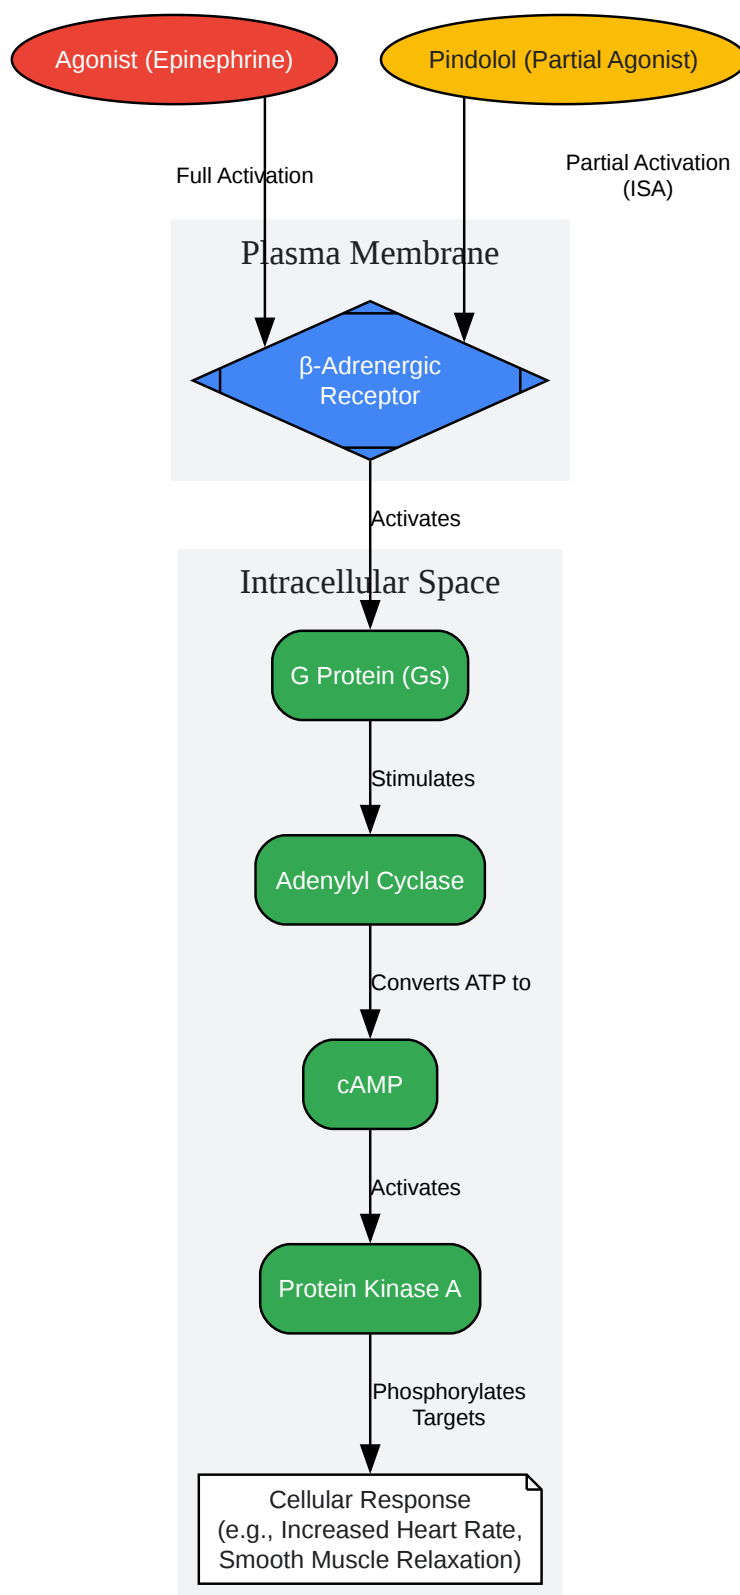 Agonist (Epinephrine)
Pindolol (Partial Agonist)
Full Activation
Partial Activation
(ISA)
Plasma Membrane
β-Adrenergic
Receptor
Activates
Intracellular Space
G Protein (Gs)
Stimulates
Adenylyl Cyclase
Converts ATP to
cAMP
Activates
Protein Kinase A
Phosphorylates
Targets
Cellular Response
(e.g., Increased Heart Rate,
Smooth Muscle Relaxation)